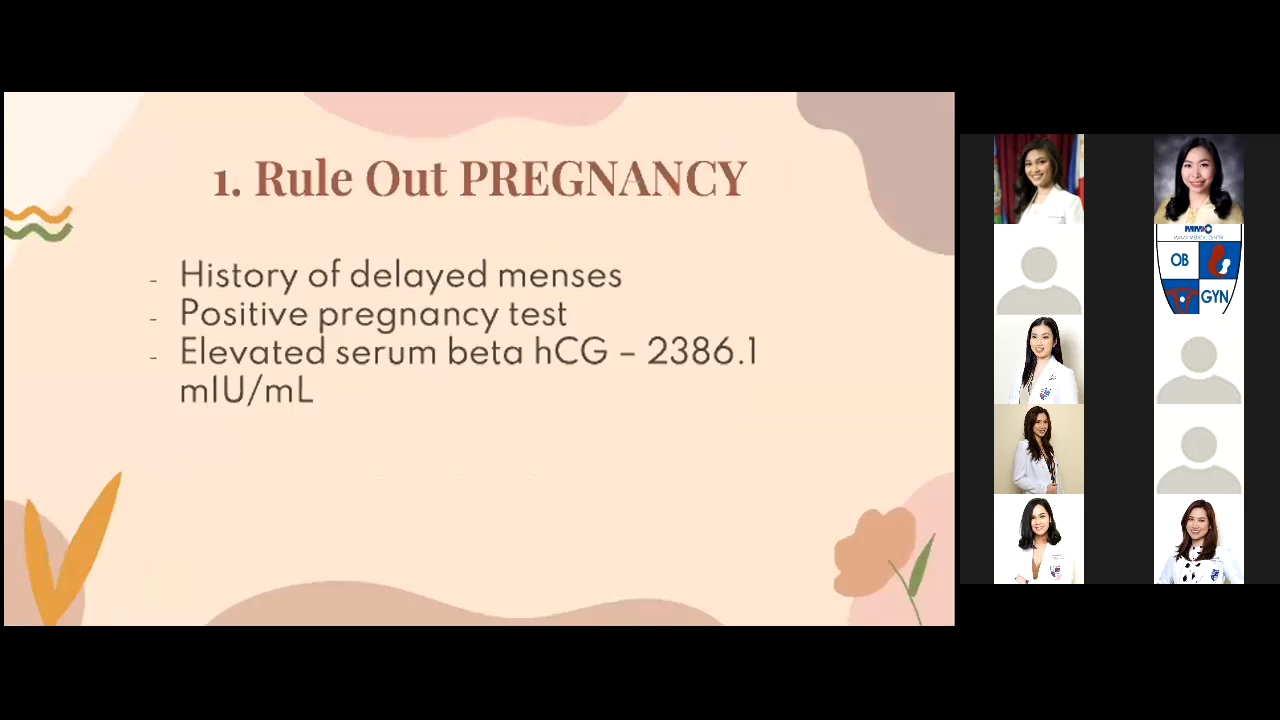 1. Rule Out PREGNANCY
- History of delayed menses
- Positive pregnancy test
- Elevated serum beta hCG – 2386.1
mIU/mL
MMC
OB
GYN